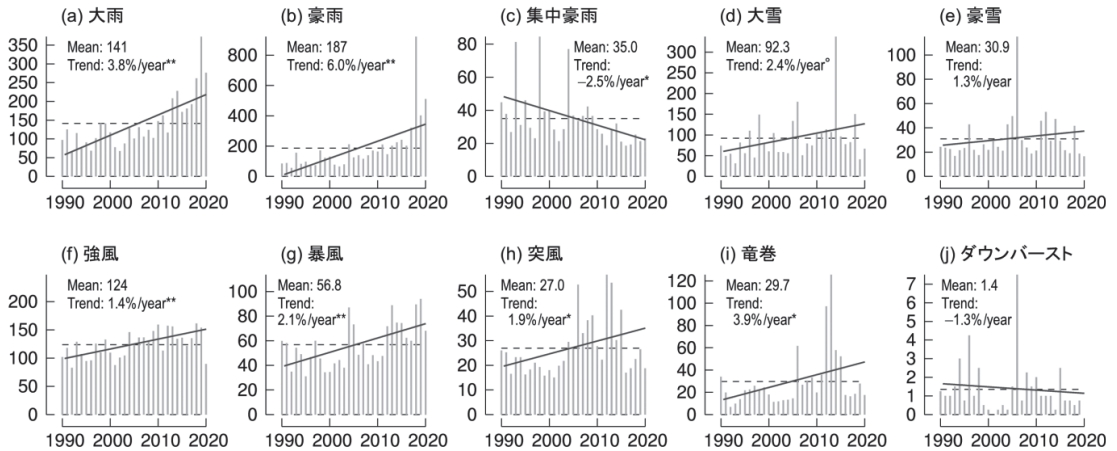 (a) 大雨
Mean: 141
Trend: 3.8%/year**
350
300
250
200
150
100
50
0
1990 2000 2010 2020
(b) 豪雨
Mean: 187
Trend: 6.0%/year**
800
600
400
200
0
1990 2000 2010 2020
(c) 集中豪雨
Mean: 35.0
Trend:
−2.5%/year*
80
60
40
20
0
1990 2000 2010 2020
(d) 大雪
Mean: 92.3
Trend: 2.4%/year°
300
250
200
150
100
50
0
1990 2000 2010 2020
(e) 豪雪
Mean: 30.9
Trend:
1.3%/year
100
80
60
40
20
0
1990 2000 2010 2020
(f) 強風
Mean: 124
Trend: 1.4%/year**
200
150
100
50
0
1990 2000 2010 2020
(g) 暴風
Mean: 56.8
Trend:
2.1%/year**
100
80
60
40
20
0
1990 2000 2010 2020
(h) 突風
Mean: 27.0
Trend:
1.9%/year*
50
40
30
20
10
0
1990 2000 2010 2020
(i) 竜巻
Mean: 29.7
Trend:
3.9%/year*
120
100
80
60
40
20
0
1990 2000 2010 2020
(j) ダウンバースト
Mean: 1.4
Trend:
−1.3%/year
7
6
5
4
3
2
1
0
1990 2000 2010 2020